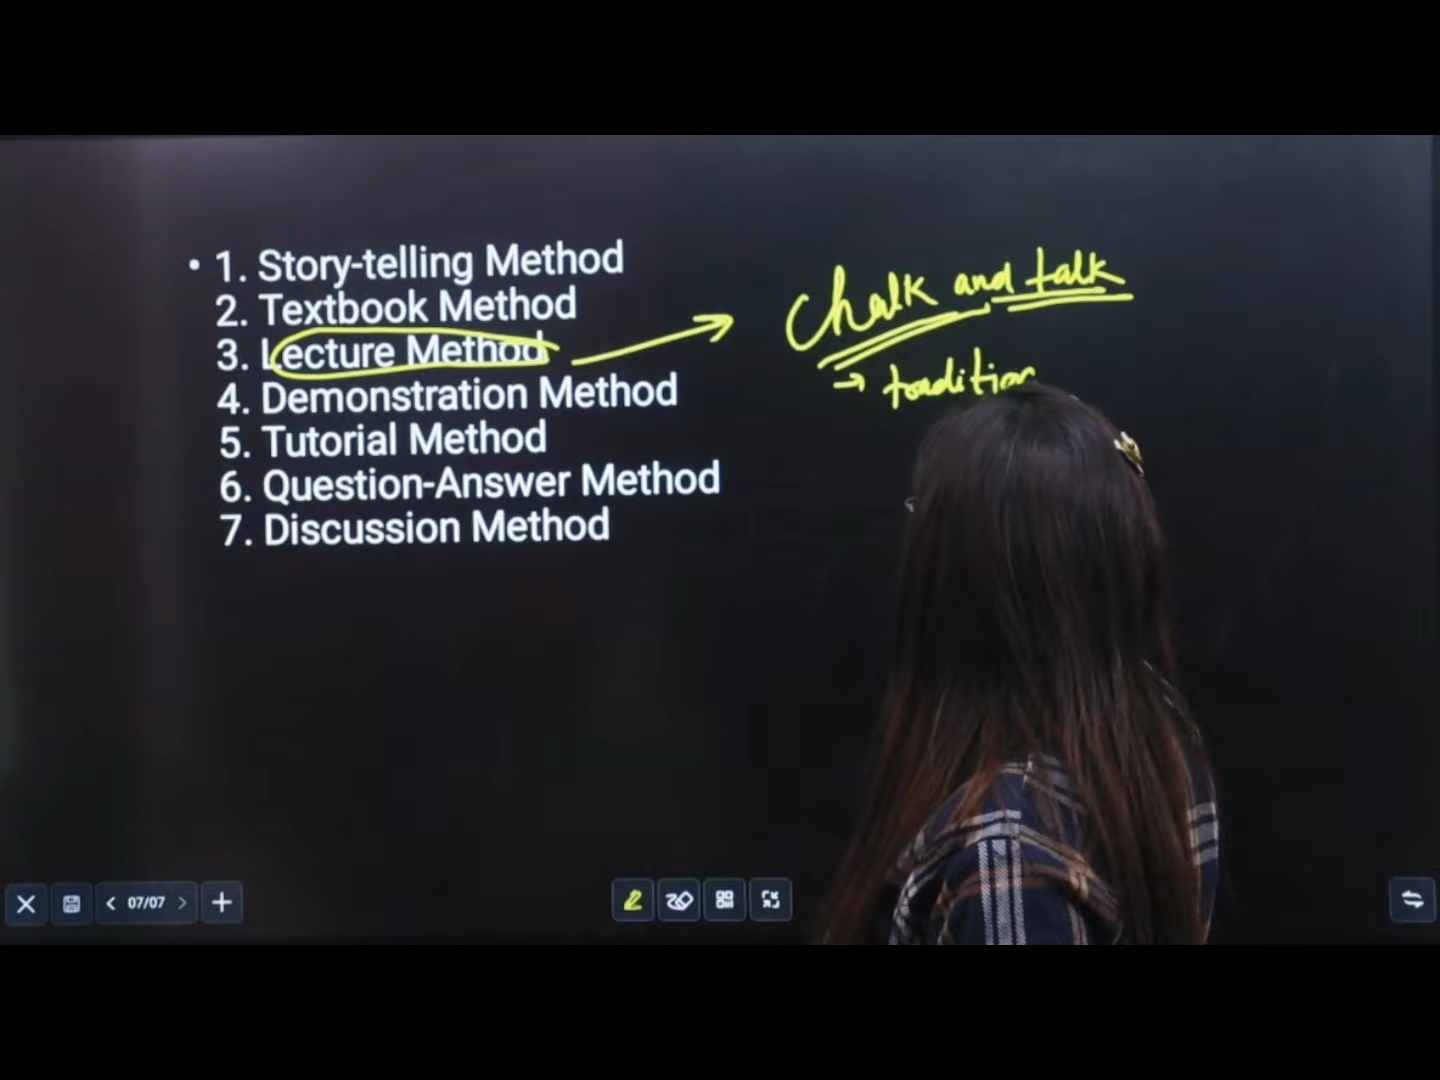 • 1. Story-telling Method
2. Textbook Method
3. Lecture Method
4. Demonstration Method
5. Tutorial Method
6. Question-Answer Method
7. Discussion Method
Chalk and talk
→ tradition
07/07